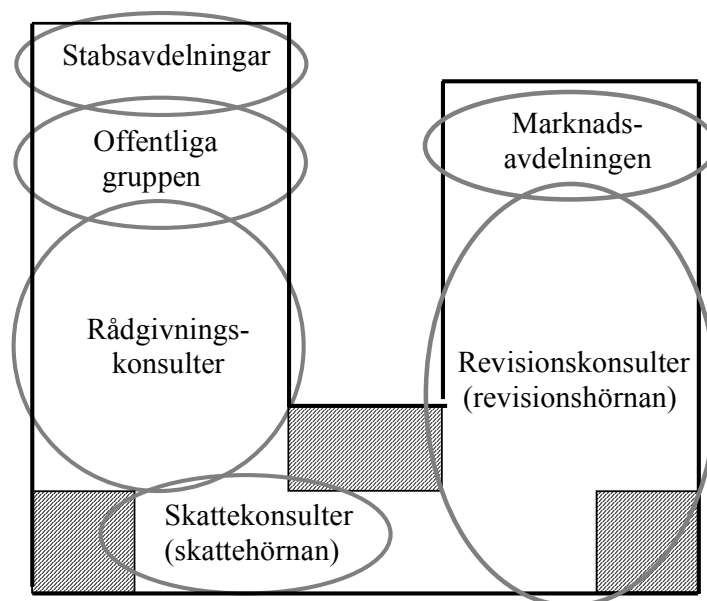 Stabsavdelningar
Offentliga
gruppen
Marknads-
avdelningen
Rådgivnings-
konsulter
Revisionskonsulter
(revisionshörnan)
Skattekonsulter
(skattehörnan)